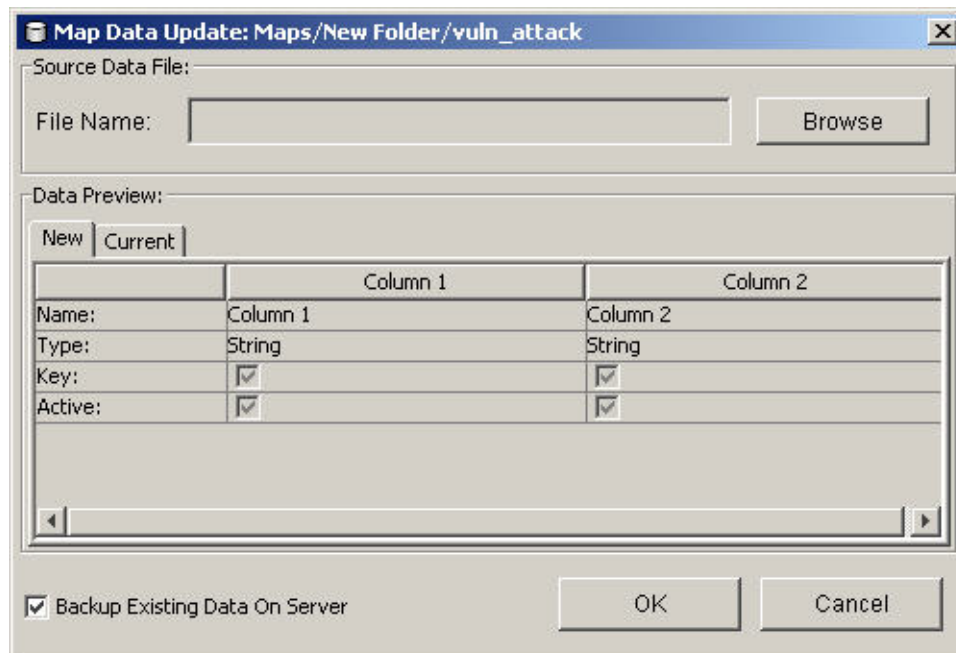 Map Data Update: Maps/New Folder/vuln_attack
Source Data File:
File Name:
Browse
Data Preview:
New Current
Column 1 Column 2
Name: Column 1 Column 2
Type: String String
Key:
Active:
Backup Existing Data On Server
OK
Cancel